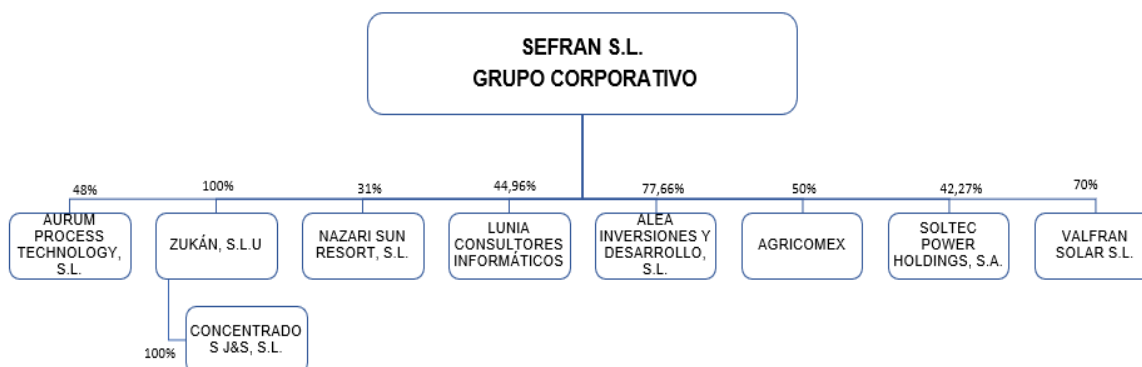 SEFRAN S.L.
GRUPO CORPORATIVO
48%
100%
31%
44,96%
77,66%
50%
42,27%
70%
AURUM
PROCESS
TECHNOLOGY,
S.L.
ZUKÁN, S.L.U
NAZARI SUN
RESORT, S.L.
LUNIA
CONSULTORES
INFORMÁTICOS
ALEA
INVERSIONES Y
DESARROLLO,
S.L.
AGRICOMEX
SOLTEC
POWER
HOLDINGS, S.A.
VALFRAN
SOLAR S.L.
100%
CONCENTRADO
S J&S, S.L.